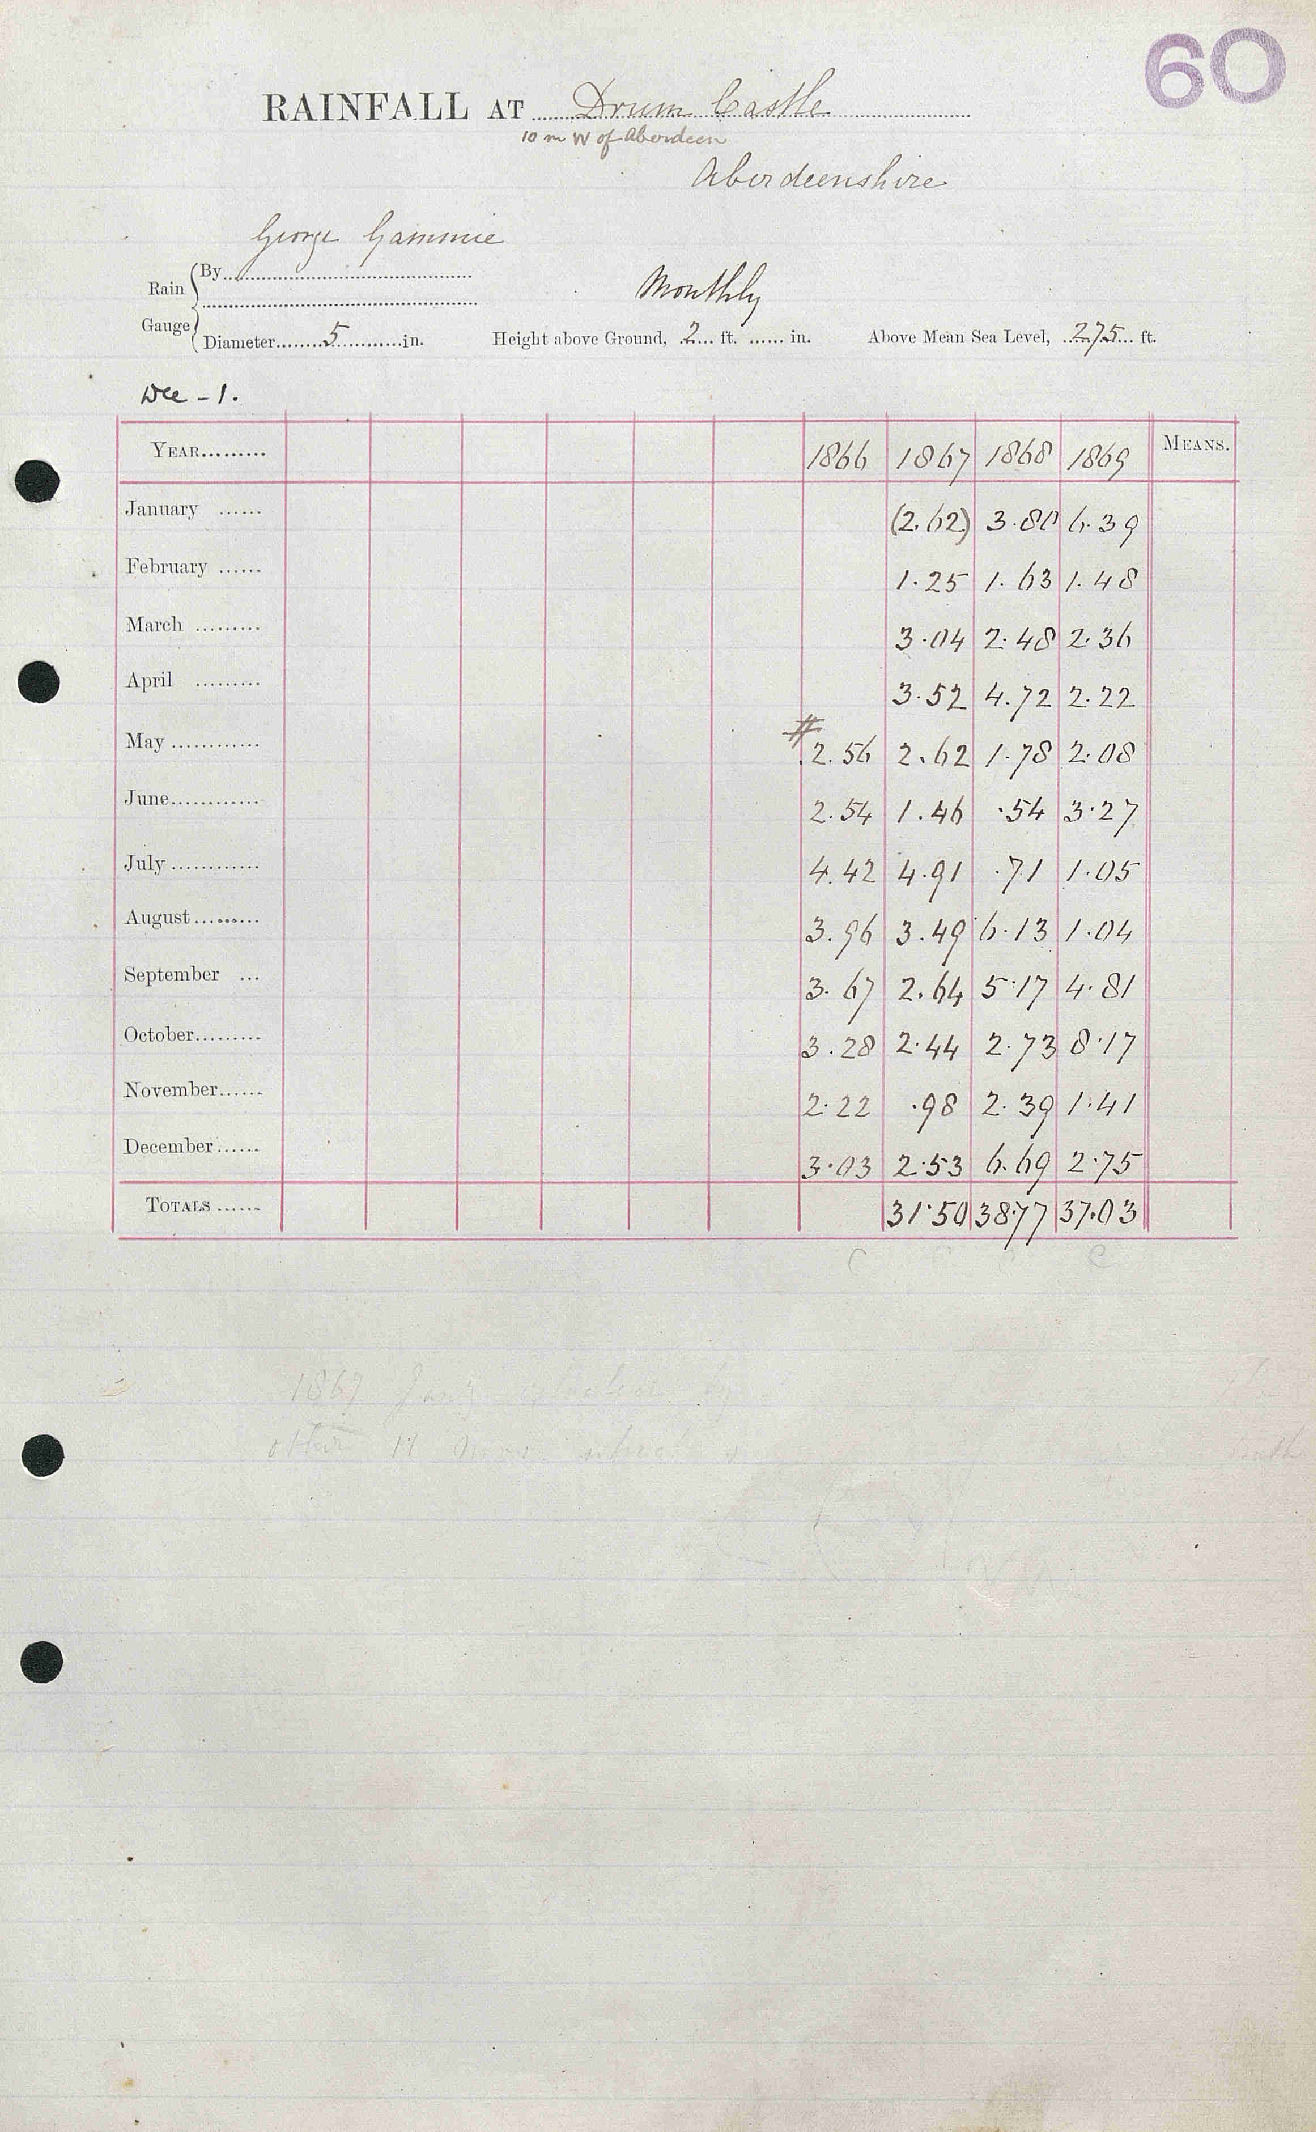 60
RAINFALL AT Drum Castle
10 m W of Aberdeen
Aberdeenshire
George Gammie
Rain Gauge
By
Monthly
Diameter 5 in. Height above Ground, 2 ft. in. Above Mean Sea Level, 275 ft.
Dee - 1.
YEAR 1866 1867 1868 1869 MEANS.
January (2.62) 3.80 6.39
February 1.25 1.63 1.48
March 3.04 2.48 2.36
April 3.52 4.72 2.22
May # 2.56 2.62 1.78 2.08
June 2.54 1.46 .54 3.27
July 4.42 4.91 .71 1.05
August 3.96 3.49 6.13 1.04
September 3.67 2.64 5.17 4.81
October 3.28 2.44 2.73 8.17
November 2.22 .98 2.39 1.41
December 3.03 2.53 6.69 2.75
TOTALS 31.50 38.77 37.03
C C
1867 Jany by
other 11